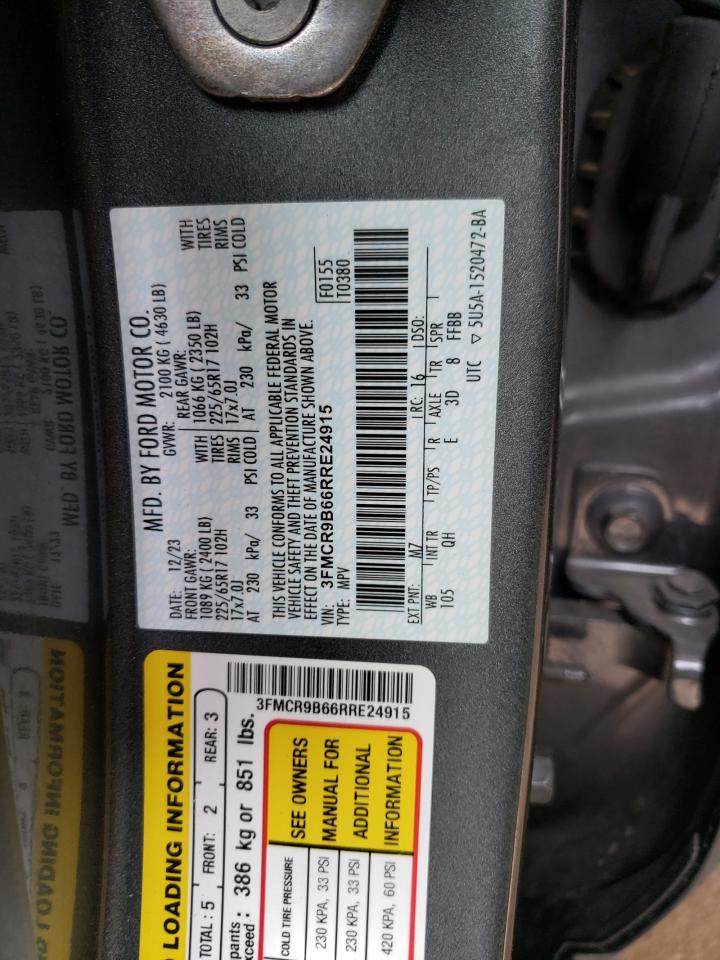 MFD. BY FORD MOTOR CO.
DATE: 12/23 GVWR: 2100 KG ( 4630 LB)
FRONT GAWR: REAR GAWR:
1089 KG ( 2400 LB) WITH 1066 KG ( 2350 LB) WITH
225/65R17 102H TIRES 225/65R17 102H TIRES
17x7.0J RIMS 17x7.0J RIMS
AT 230 kPa/ 33 PSI COLD AT 230 kPa/ 33 PSI COLD
THIS VEHICLE CONFORMS TO ALL APPLICABLE FEDERAL MOTOR
VEHICLE SAFETY AND THEFT PREVENTION STANDARDS IN
EFFECT ON THE DATE OF MANUFACTURE SHOWN ABOVE.
VIN: 3FMCR9B66RRE24915
TYPE: MPV
F0155
T0380
EXT PNT: M7 RC: 16 DSO:
WB INT TR TP/PS R AXLE TR SPR
105 QH E 3D 8 FFBB
UTC ▽ 5U5A-1520472-BA
LOADING INFORMATION
TOTAL : 5 FRONT: 2 REAR: 3
pants :
xceed : 386 kg or 851 lbs.
3FMCR9B66RRE24915
COLD TIRE PRESSURE
230 KPA, 33 PSI
230 KPA, 33 PSI
420 KPA, 60 PSI
SEE OWNERS
MANUAL FOR
ADDITIONAL
INFORMATION